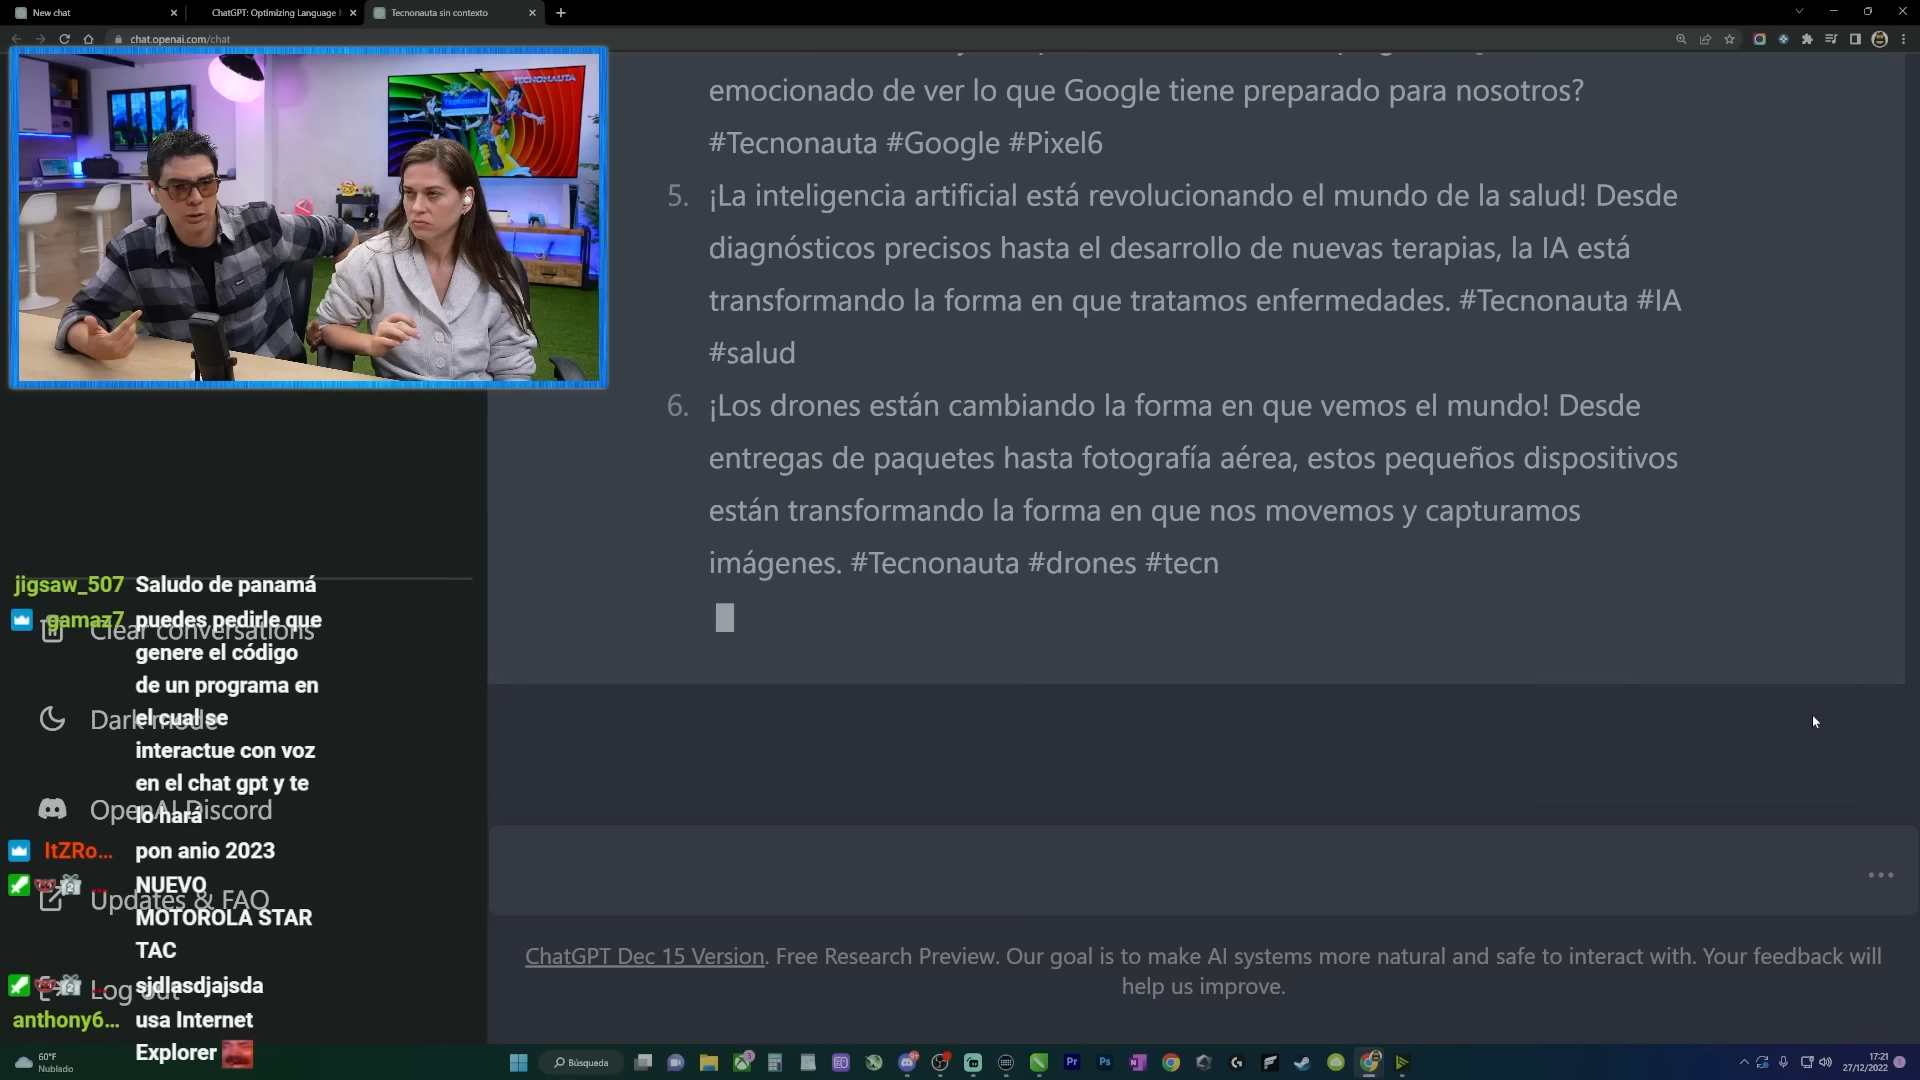 New chat
ChatGPT: Optimizing Language
Tecnonauta sin contexto
chat.openai.com/chat
TECNONAUTA
emocionado de ver lo que Google tiene preparado para nosotros?
#Tecnonauta #Google #Pixel6
5. ¡La inteligencia artificial está revolucionando el mundo de la salud! Desde
diagnósticos precisos hasta el desarrollo de nuevas terapias, la IA está
transformando la forma en que tratamos enfermedades. #Tecnonauta #IA
#salud
6. ¡Los drones están cambiando la forma en que vemos el mundo! Desde
entregas de paquetes hasta fotografía aérea, estos pequeños dispositivos
están transformando la forma en que nos movemos y capturamos
imágenes. #Tecnonauta #drones #tecn
jigsaw_507 Saludo de panamá
gamaz7 puedes pedirle que
genere el código
de un programa en
el cual se
interactue con voz
en el chat gpt y te
lo hará
ItZRo... pon anio 2023
... NUEVO
MOTOROLA STAR
TAC
... sjdlasdjajsda
anthony6... usa Internet
Explorer
Clear conversations
Dark mode
OpenAI Discord
Updates & FAQ
Log out
ChatGPT Dec 15 Version. Free Research Preview. Our goal is to make AI systems more natural and safe to interact with. Your feedback will
help us improve.
60°F
Nublado
Búsqueda
Pr
Ps
17:21
27/12/2022